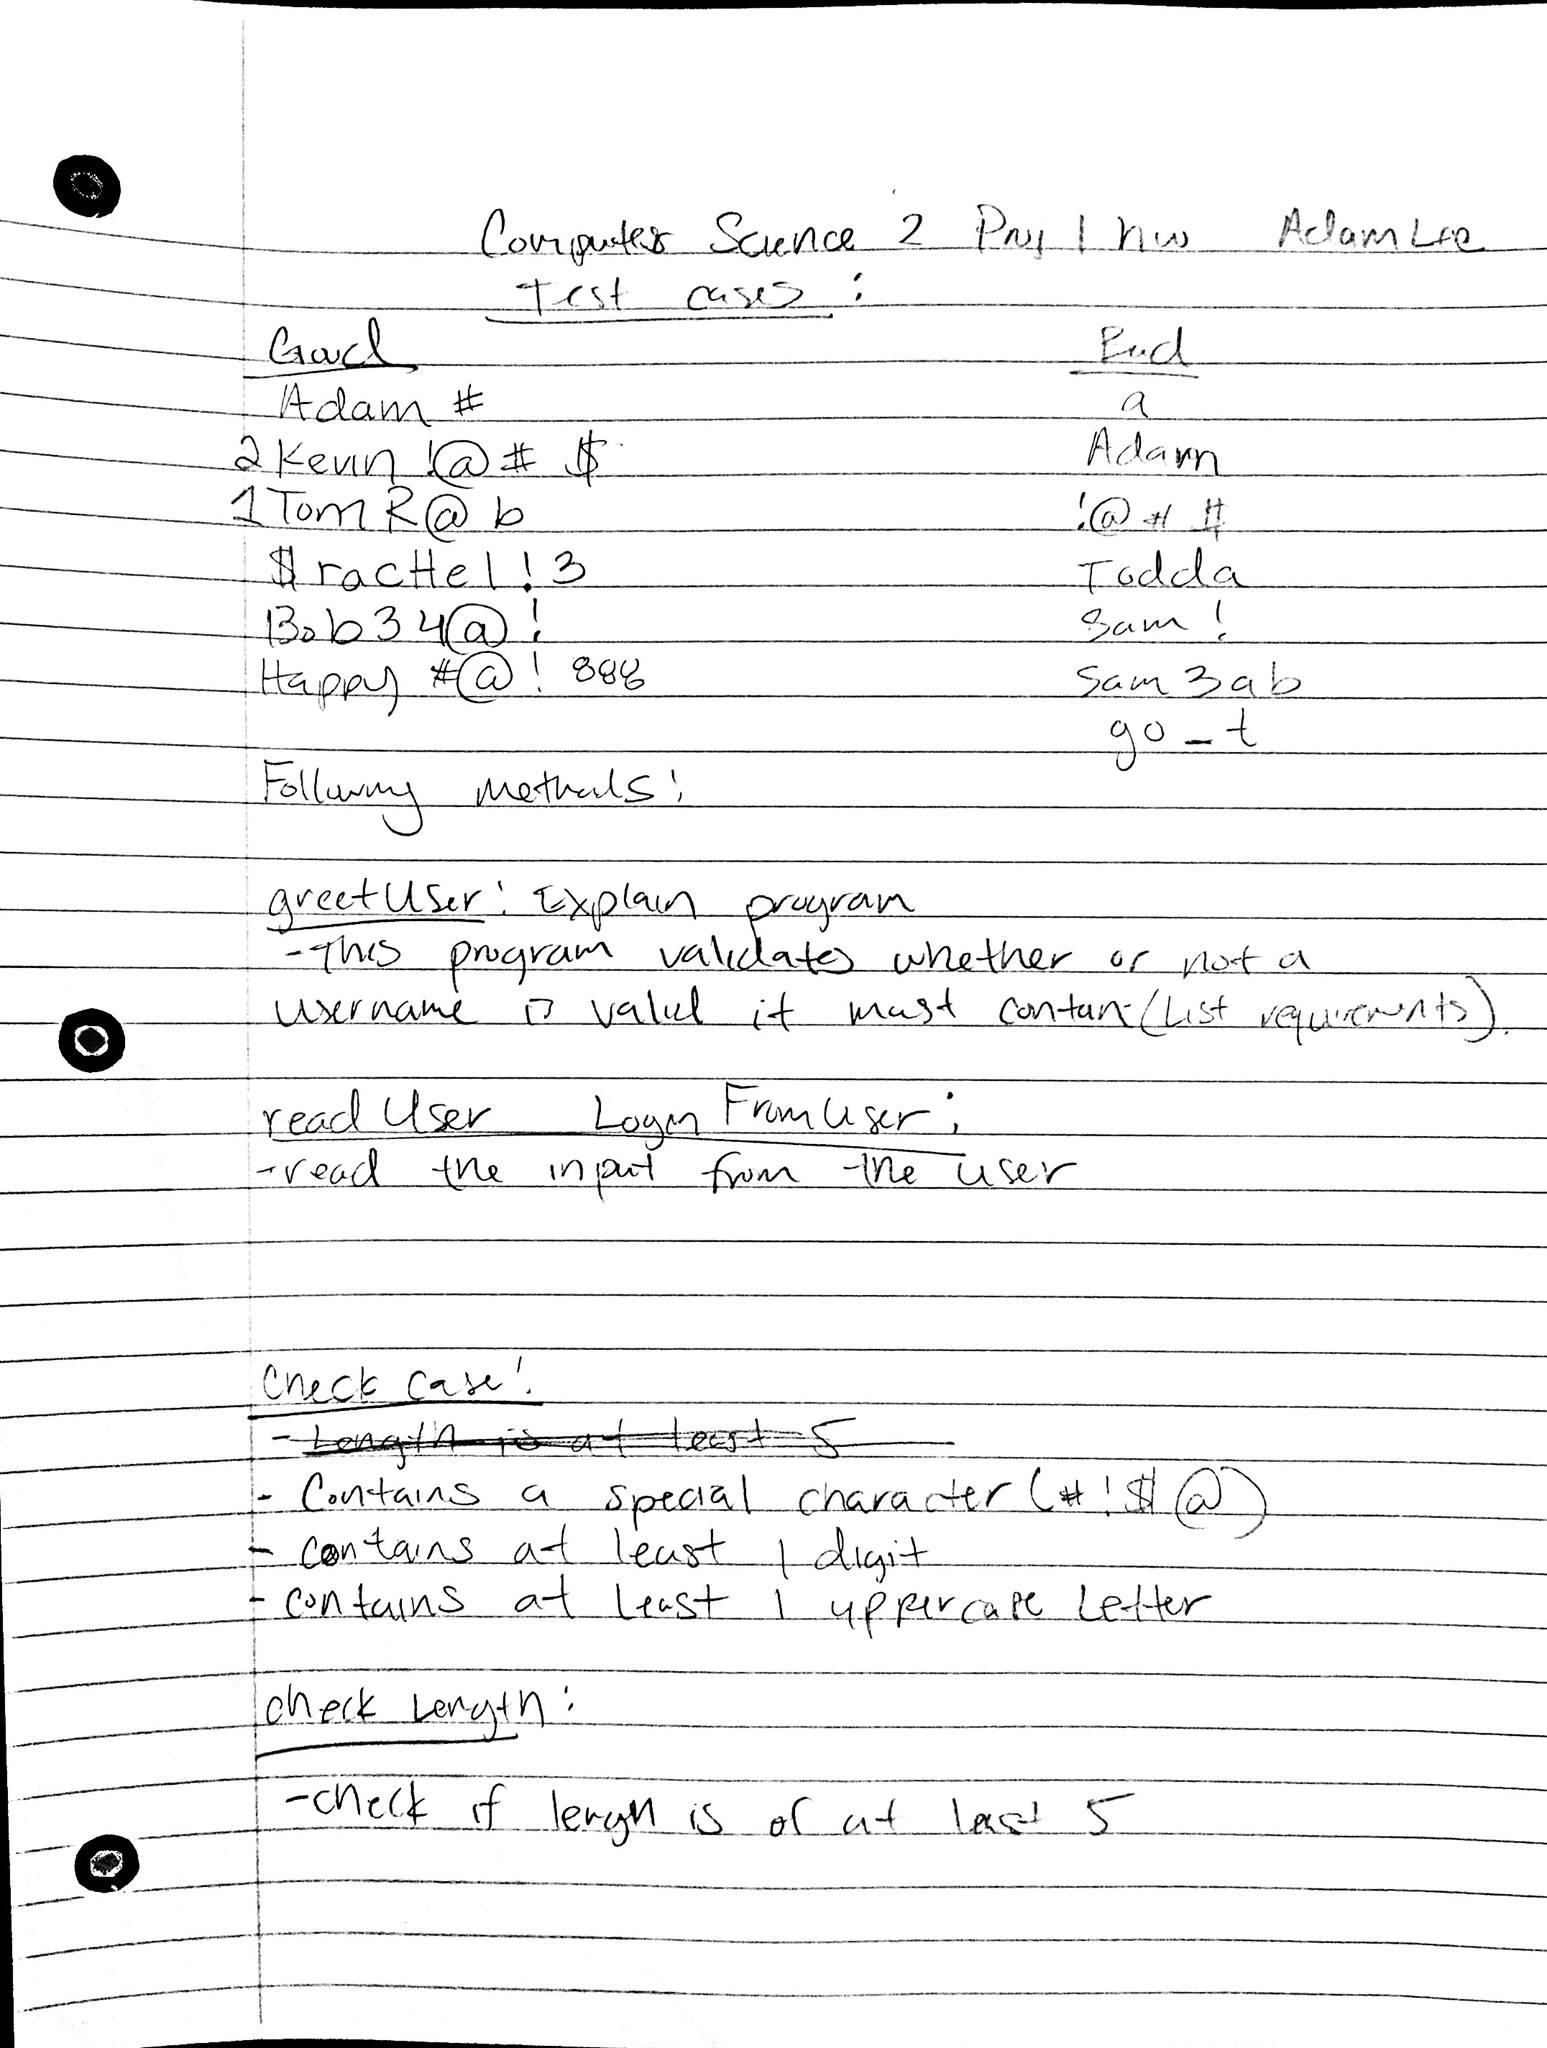 Computer Science 2 Proj 1 hw Adam Lee
Test cases :
Good Bad
Adam # a
2Kevin !@# $ Adam
1TomR@b !@#$
$racHel!3 Todda
Bob34@! Sam!
Happy #@! 888 Sam3ab
go_t
Following Methods:
greetUser: Explain program
-This program validates whether or not a
username is valid it must contain (List requirements).
readUser LoginFromUser:
-read the input from the user
Check Case:
-Length is at least 5
- Contains a special character (#!$@)
- Contains at least 1 digit
- contains at least 1 uppercase Letter
check Length:
-check if lengh is of at least 5